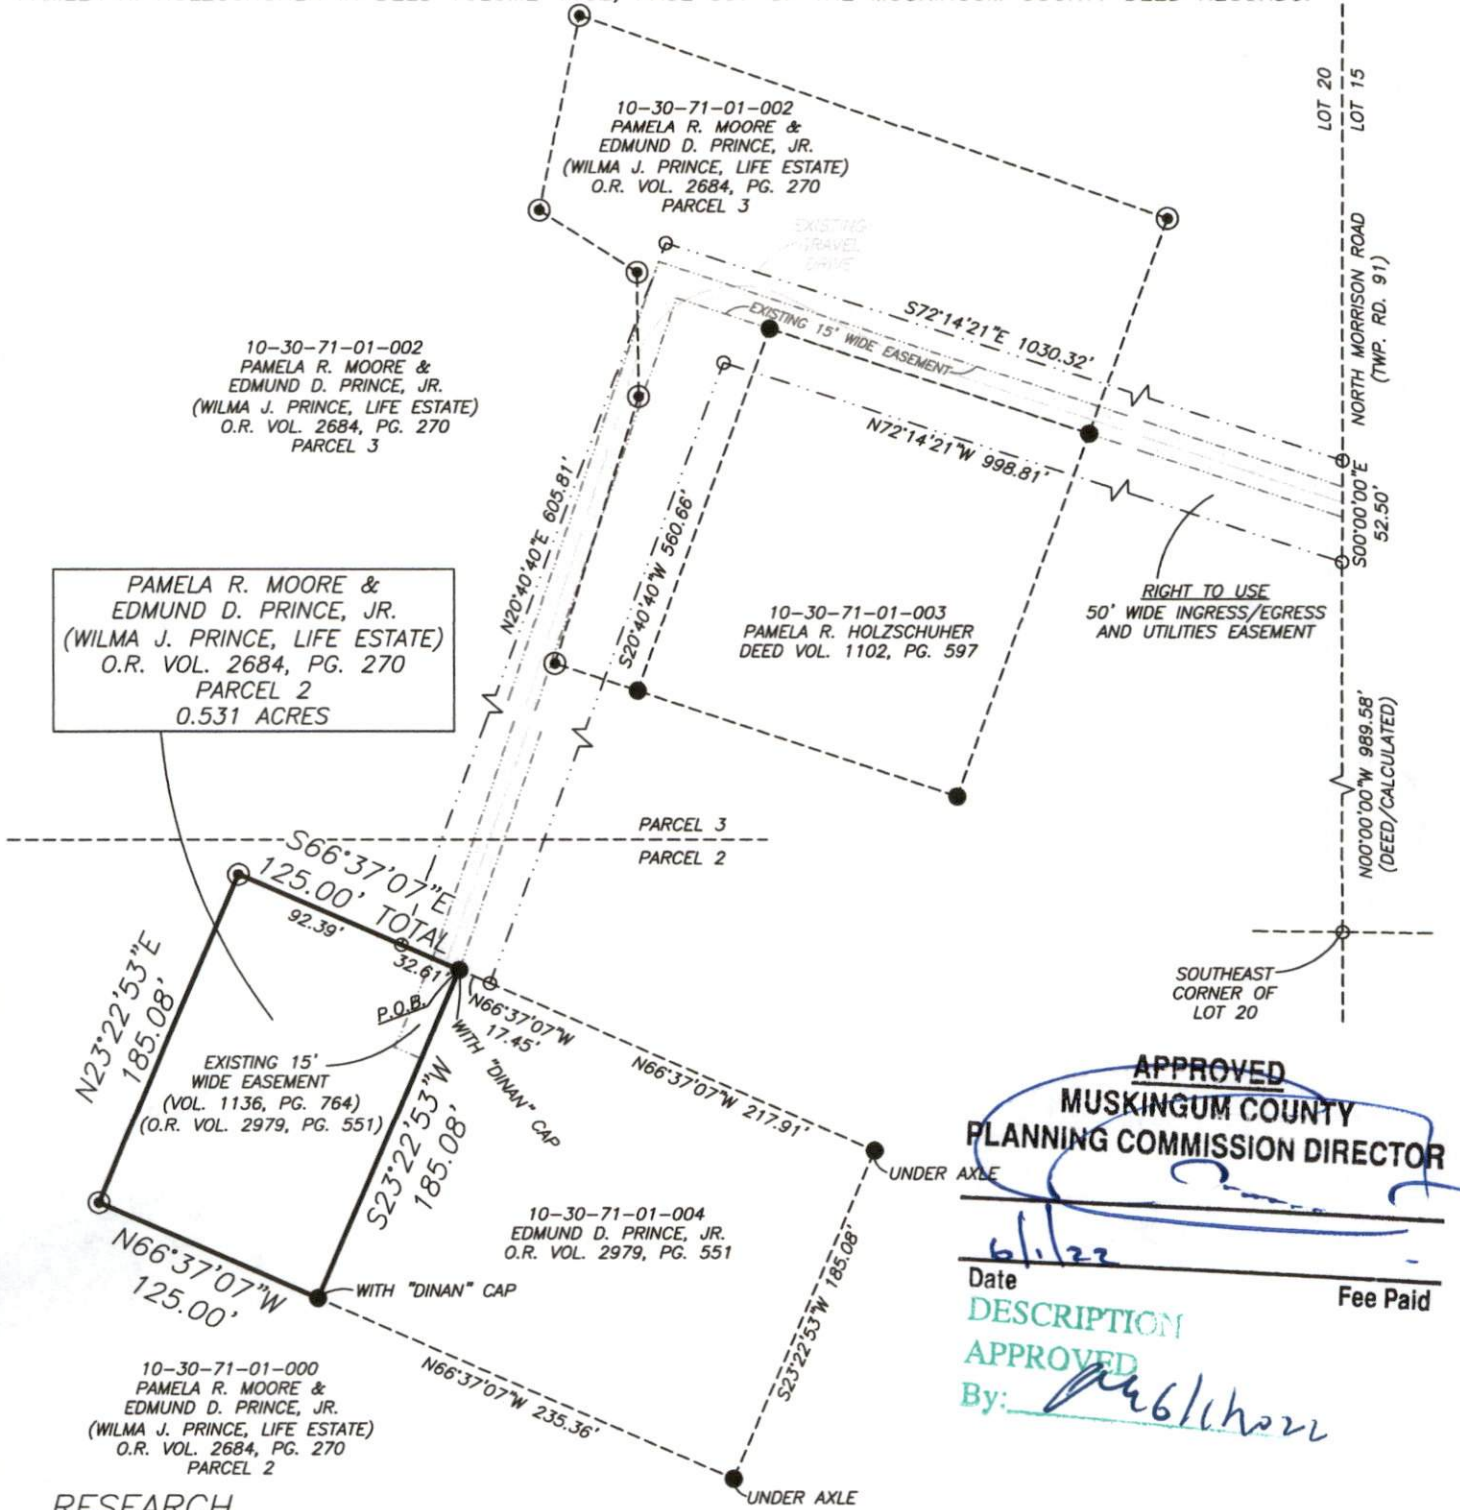 10-30-71-01-002
PAMELA R. MOORE &
EDMUND D. PRINCE, JR.
(WILMA J. PRINCE, LIFE ESTATE)
O.R. VOL. 2684, PG. 270
PARCEL 3
LOT 20
LOT 15
NORTH MORRISON ROAD
(TWP. RD. 91)
EXISTING
GRAVEL
DRIVE
S72°14'21"E 1030.32'
EXISTING 15' WIDE EASEMENT
10-30-71-01-002
PAMELA R. MOORE &
EDMUND D. PRINCE, JR.
(WILMA J. PRINCE, LIFE ESTATE)
O.R. VOL. 2684, PG. 270
PARCEL 3
N72°14'21"W 998.81'
S00°00'00"E
52.50'
N20°40'40"E 605.81'
S20°40'40"W 560.66'
RIGHT TO USE
50' WIDE INGRESS/EGRESS
AND UTILITIES EASEMENT
PAMELA R. MOORE &
EDMUND D. PRINCE, JR.
(WILMA J. PRINCE, LIFE ESTATE)
O.R. VOL. 2684, PG. 270
PARCEL 2
0.531 ACRES
10-30-71-01-003
PAMELA R. HOLZSCHUHER
DEED VOL. 1102, PG. 597
N00°00'00"W 989.58'
(DEED/CALCULATED)
PARCEL 3
PARCEL 2
S66°37'07"E
125.00' TOTAL
92.39'
32.61'
P.O.B.
N66°37'07"W
17.45'
WITH "DINAN" CAP
SOUTHEAST
CORNER OF
LOT 20
N23°22'53"E
185.08'
EXISTING 15'
WIDE EASEMENT
(VOL. 1136, PG. 764)
(O.R. VOL. 2979, PG. 551)
S23°22'53"W
185.08'
N66°37'07"W 217.91'
UNDER AXLE
APPROVED
MUSKINGUM COUNTY
PLANNING COMMISSION DIRECTOR
6/1/22
Date
Fee Paid
10-30-71-01-004
EDMUND D. PRINCE, JR.
O.R. VOL. 2979, PG. 551
S23°22'53"W 185.08'
N66°37'07"W
125.00'
WITH "DINAN" CAP
DESCRIPTION
APPROVED
By: 6/1/2022
10-30-71-01-000
PAMELA R. MOORE &
EDMUND D. PRINCE, JR.
(WILMA J. PRINCE, LIFE ESTATE)
O.R. VOL. 2684, PG. 270
PARCEL 2
N66°37'07"W 235.36'
UNDER AXLE
RESEARCH